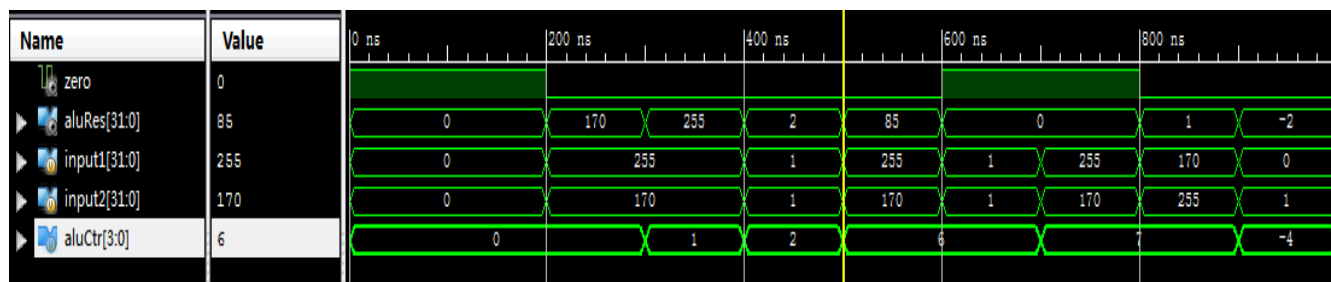 Name Value 0 ns 200 ns 400 ns 600 ns 800 ns
zero 0
aluRes[31:0] 85 0 170 255 2 85 0 1 -2
input1[31:0] 255 0 255 1 255 1 255 170 0
input2[31:0] 170 0 170 1 170 1 170 255 1
aluCtr[3:0] 6 0 1 2 6 7 -4